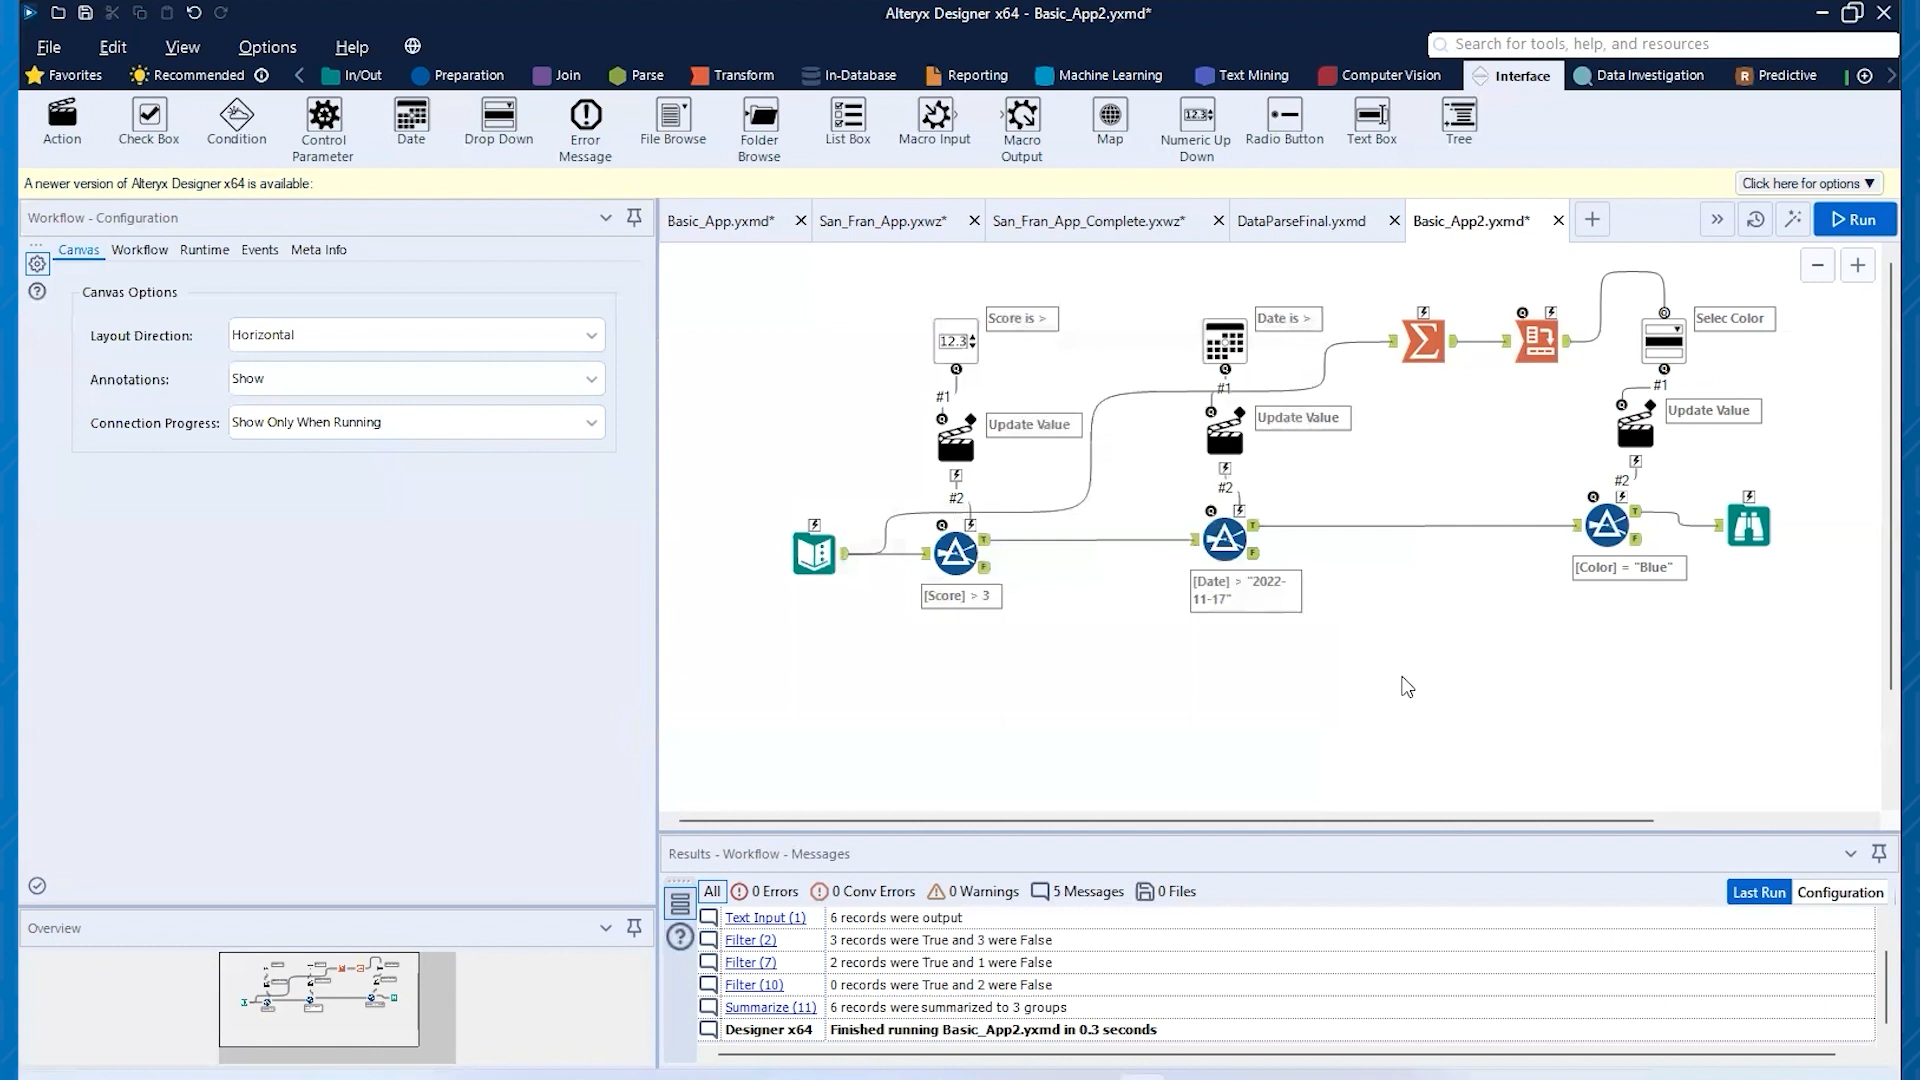 Alteryx Designer x64 - Basic_App2.yxmd*
File Edit View Options Help
Search for tools, help, and resources
Favorites Recommended In/Out Preparation Join Parse Transform In-Database Reporting Machine Learning Text Mining Computer Vision Interface Data Investigation R Predictive
Action Check Box Condition Control Parameter Date Drop Down Error Message File Browse Folder Browse List Box Macro Input Macro Output Map 12.3 Numeric Up Down Radio Button Text Box Tree
A newer version of Alteryx Designer x64 is available:
Click here for options ▼
Workflow - Configuration
Basic_App.yxmd* San_Fran_App.yxwz* San_Fran_App_Complete.yxwz* DataParseFinal.yxmd Basic_App2.yxmd*
Run
Canvas Workflow Runtime Events Meta Info
Canvas Options
Layout Direction: Horizontal
Annotations: Show
Connection Progress: Show Only When Running
Score is >
Date is >
Selec Color
12.3
Q
Q
Q
Q
Q
#1
#1
#1
Q
Q
Q
Update Value
Update Value
Update Value
#2
#2
#2
Q
Q
Q
T
T
T
F
F
F
[Score] > 3
[Date] > "2022-
11-17"
[Color] = "Blue"
Results - Workflow - Messages
All 0 Errors 0 Conv Errors 0 Warnings 5 Messages 0 Files
Last Run Configuration
Text Input (1) 6 records were output
Filter (2) 3 records were True and 3 were False
Filter (7) 2 records were True and 1 were False
Filter (10) 0 records were True and 2 were False
Summarize (11) 6 records were summarized to 3 groups
Designer x64 Finished running Basic_App2.yxmd in 0.3 seconds
Overview